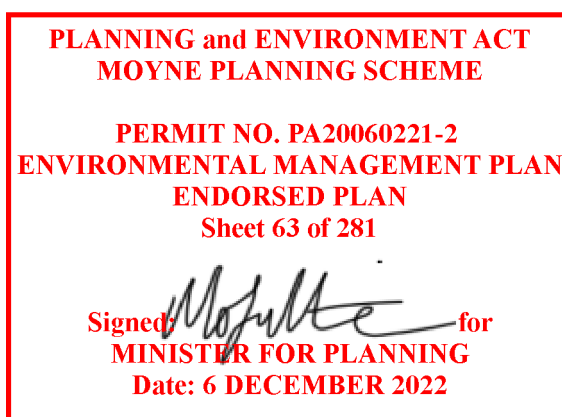 PLANNING and ENVIRONMENT ACT
MOYNE PLANNING SCHEME
PERMIT NO. PA20060221-2
ENVIRONMENTAL MANAGEMENT PLAN
ENDORSED PLAN
Sheet 63 of 281
Signed: for
MINISTER FOR PLANNING
Date: 6 DECEMBER 2022